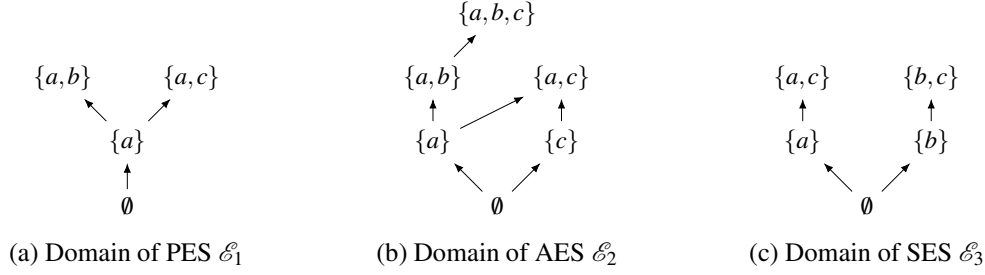 {a,b,c}
{a,b} {a,c} {a,b} {a,c} {a,c} {b,c}
{a} {a} {c} {a} {b}
∅ ∅ ∅
(a) Domain of PES ℰ₁ (b) Domain of AES ℰ₂ (c) Domain of SES ℰ₃